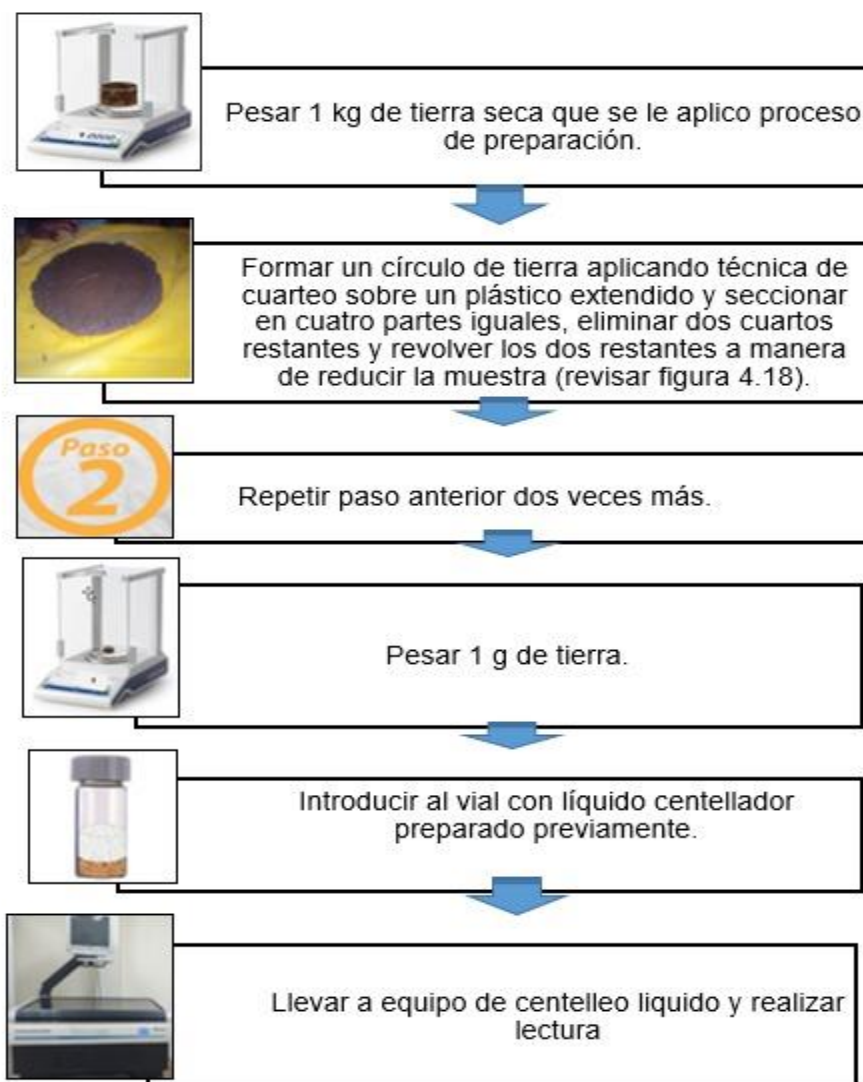 Pesar 1 kg de tierra seca que se le aplico proceso
de preparación.
Formar un círculo de tierra aplicando técnica de
cuarteo sobre un plástico extendido y seccionar
en cuatro partes iguales, eliminar dos cuartos
restantes y revolver los dos restantes a manera
de reducir la muestra (revisar figura 4.18).
Paso
2
Repetir paso anterior dos veces más.
Pesar 1 g de tierra.
Introducir al vial con líquido centellador
preparado previamente.
Llevar a equipo de centelleo liquido y realizar
lectura